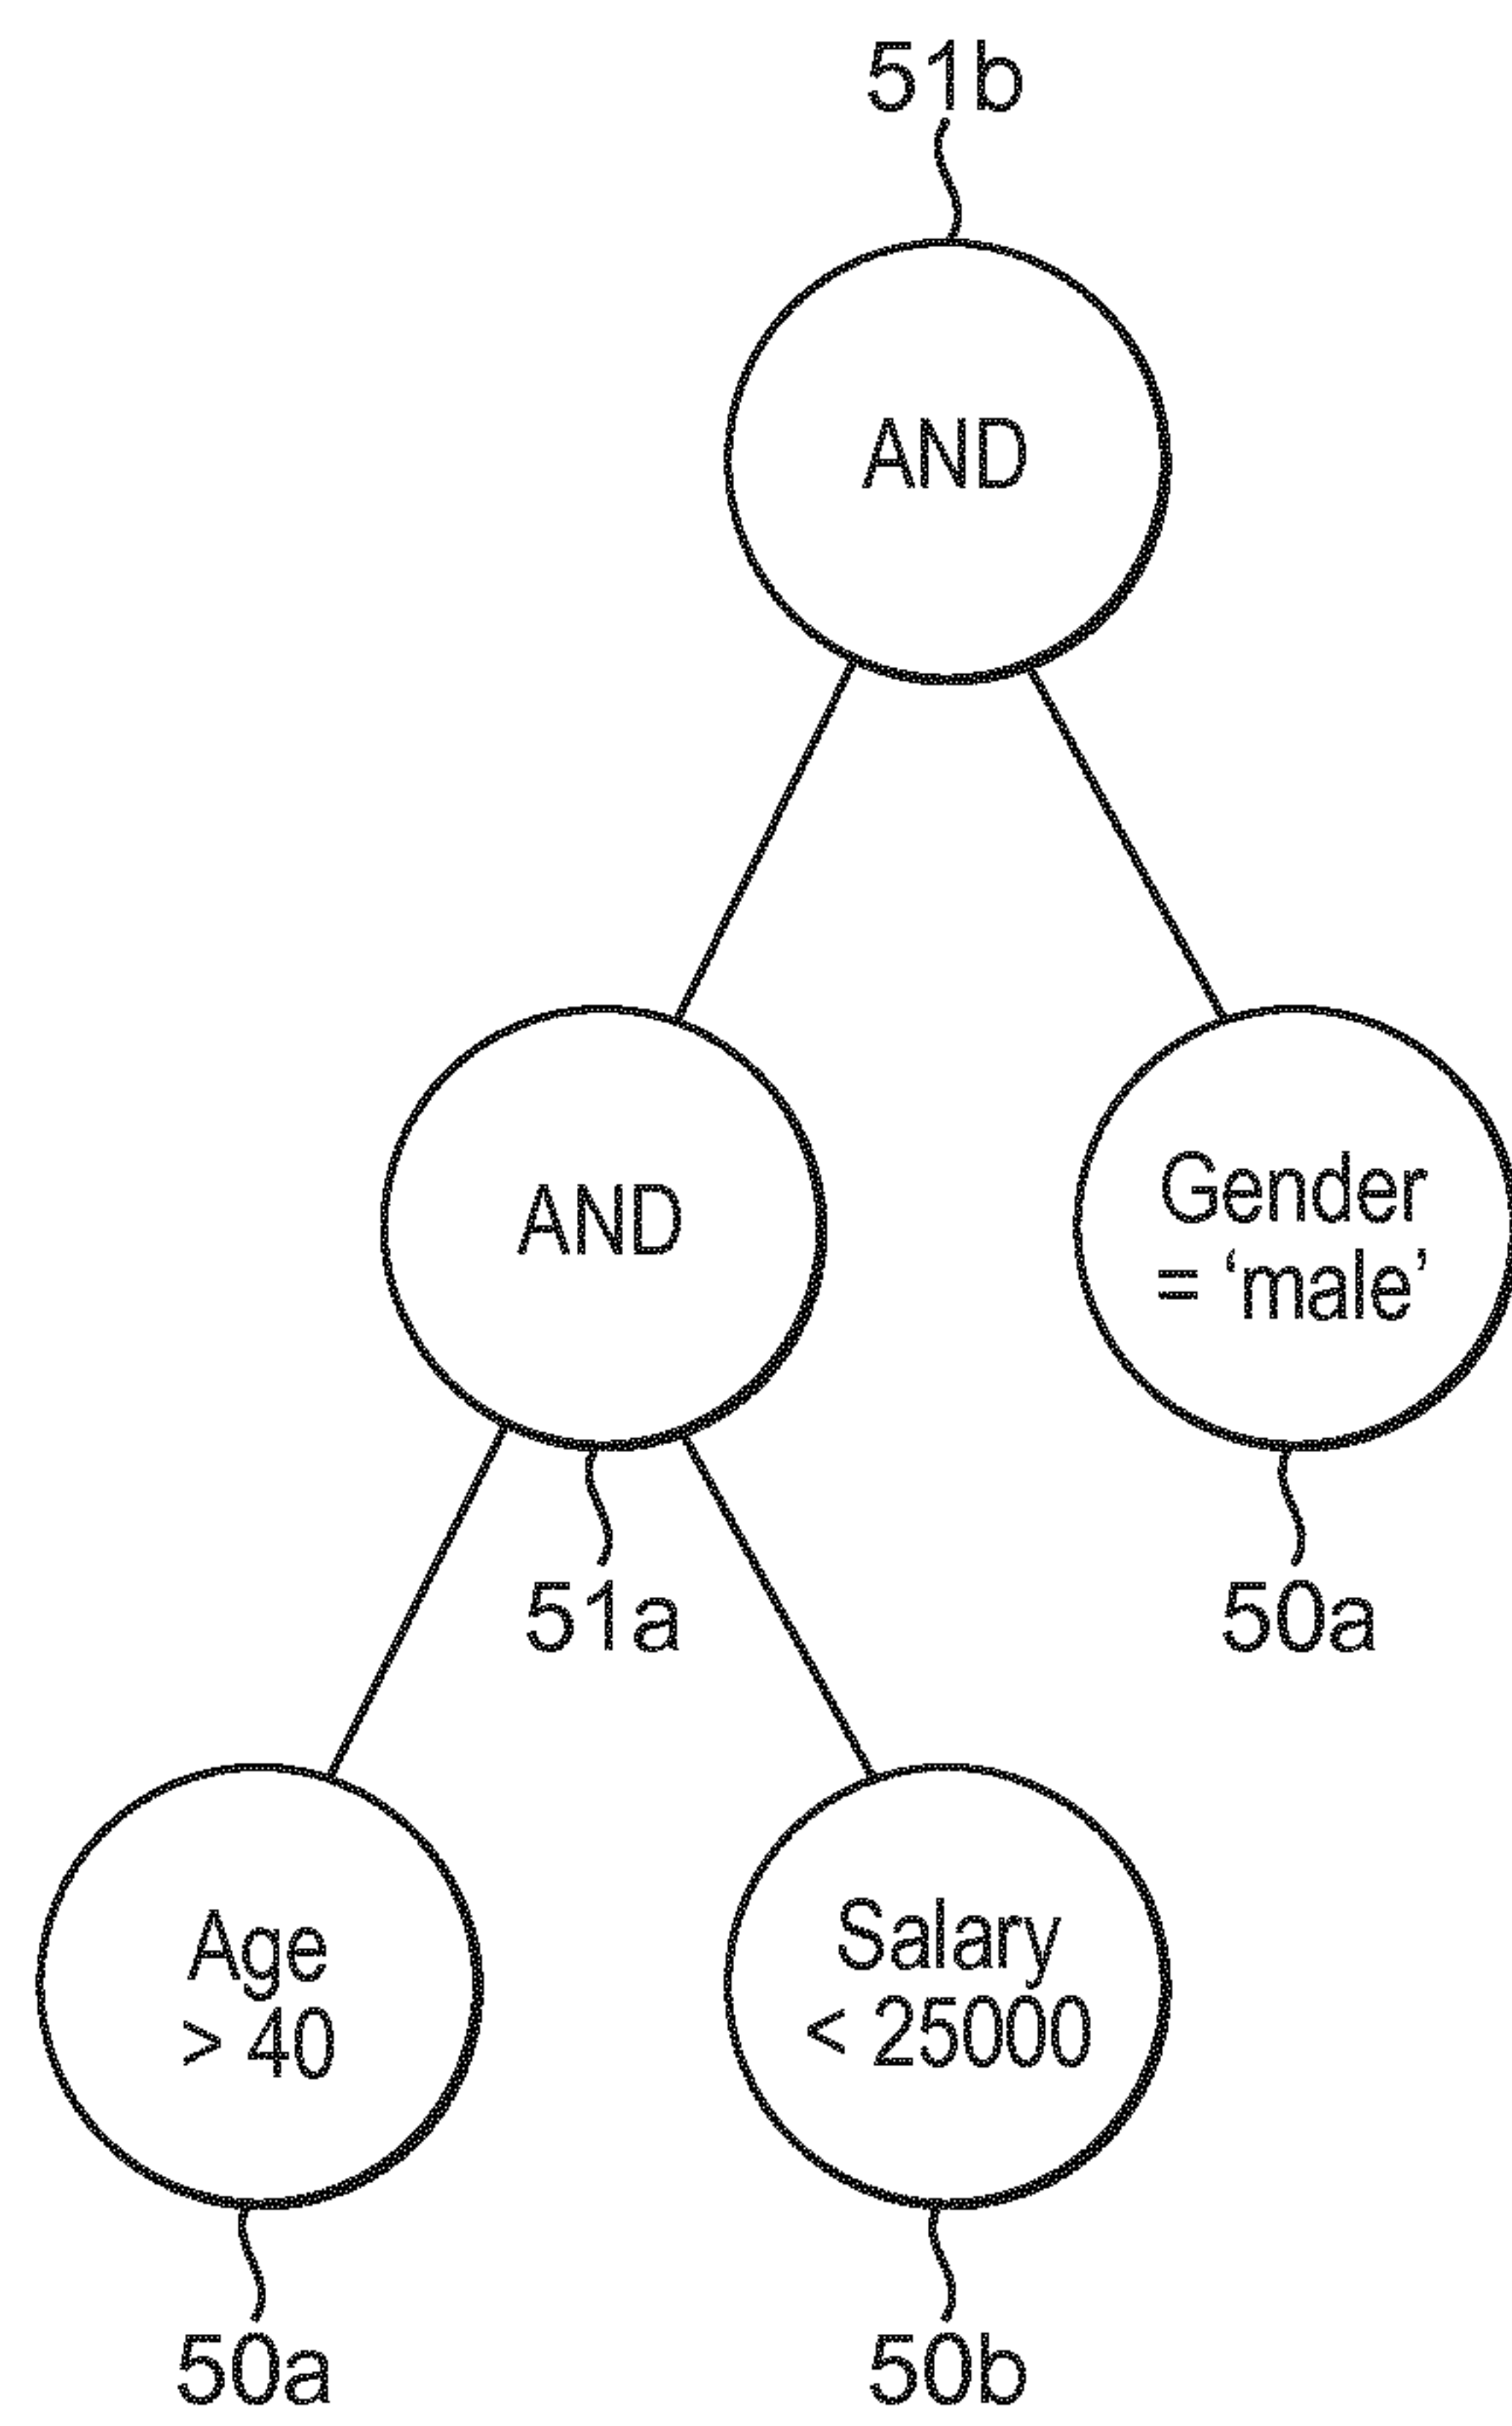 51b
AND
AND
Gender
= ‘male’
51a
50a
Age
> 40
Salary
< 25000
50a
50b